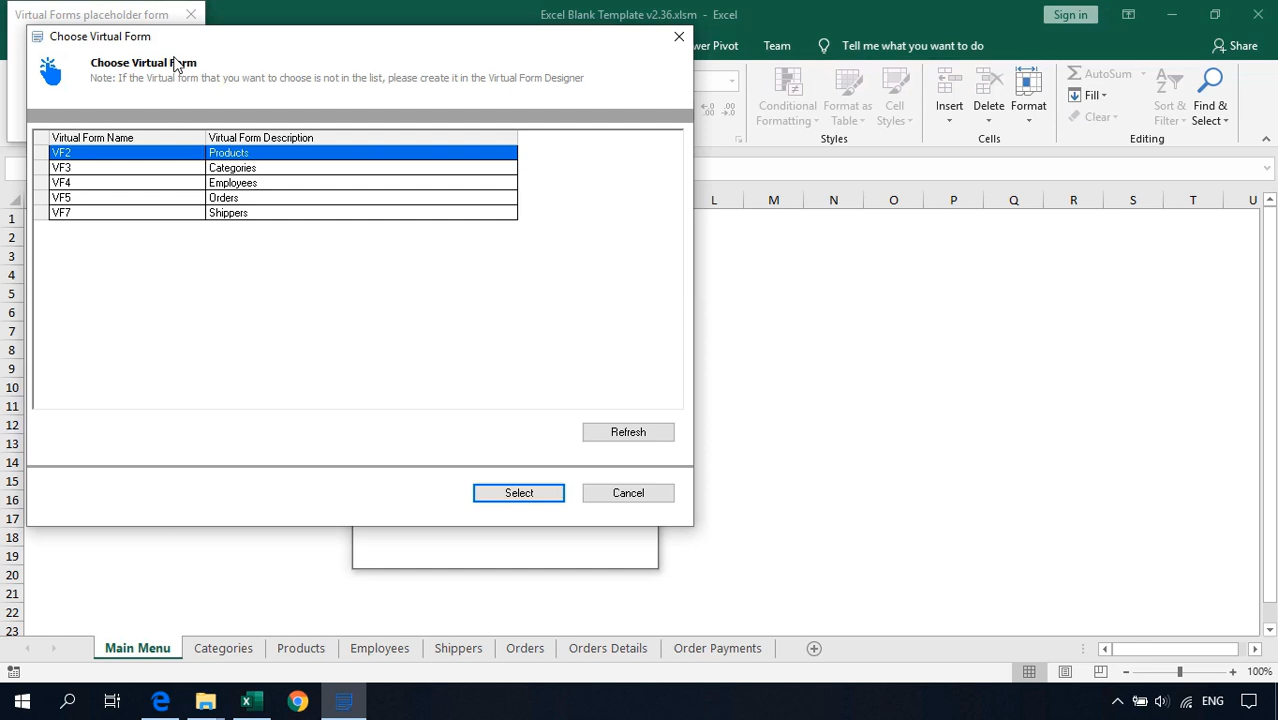 Virtual Forms placeholder form
Excel Blank Template v2.36.xlsm - Excel
Sign in
Choose Virtual Form
Power Pivot
Team
Tell me what you want to do
Share
Choose Virtual Form
Note: If the Virtual form that you want to choose is not in the list, please create it in the Virtual Form Designer
Conditional Formatting
Format as Table
Cell Styles
Styles
Insert
Delete
Format
Cells
AutoSum
Fill
Clear
Sort & Filter
Find & Select
Editing
Virtual Form Name Virtual Form Description
VF2 Products
VF3 Categories
VF4 Employees
VF5 Orders
VF7 Shippers
Refresh
Select
Cancel
L M N O P Q R S T U
1
2
3
4
5
6
7
8
9
10
11
12
13
14
15
16
17
18
19
20
21
22
23
Main Menu Categories Products Employees Shippers Orders Orders Details Order Payments
100%
ENG